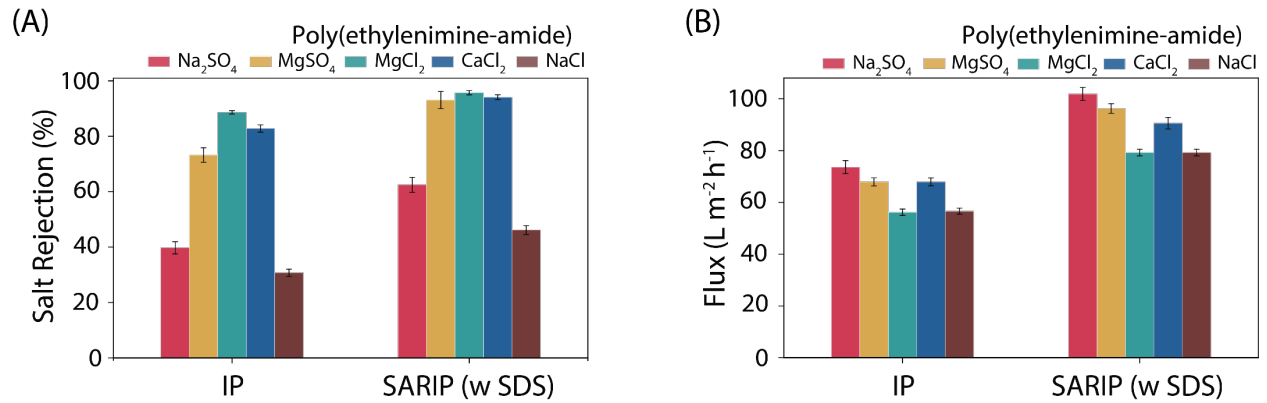 (A)
Poly(ethylenimine-amide)
Na₂SO₄ MgSO₄ MgCl₂ CaCl₂ NaCl
Salt Rejection (%)
100
80
60
40
20
0
IP SARIP (w SDS)
(B)
Poly(ethylenimine-amide)
Na₂SO₄ MgSO₄ MgCl₂ CaCl₂ NaCl
Flux (L m⁻² h⁻¹)
100
80
60
40
20
0
IP SARIP (w SDS)